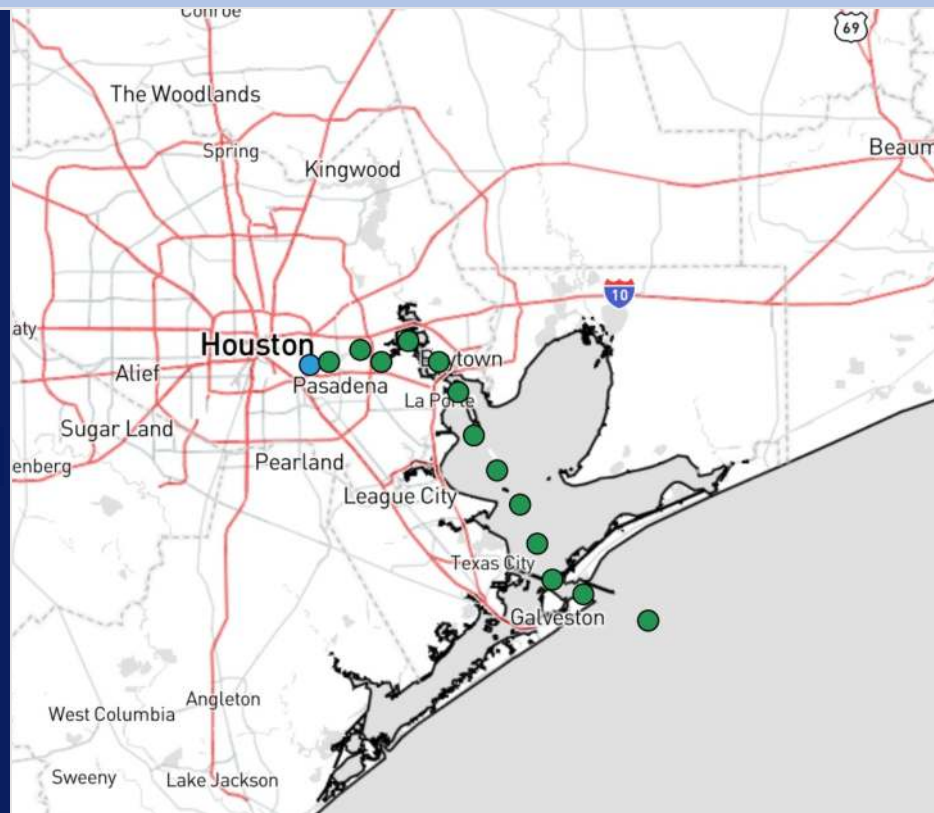 Conroe
69
The Woodlands
Beaum
Spring
Kingwood
10
aty
Houston
Baytown
Alief
Pasadena
La Porte
Sugar Land
Pearland
enberg
League City
Texas City
Galveston
Angleton
West Columbia
Sweeny
Lake Jackson